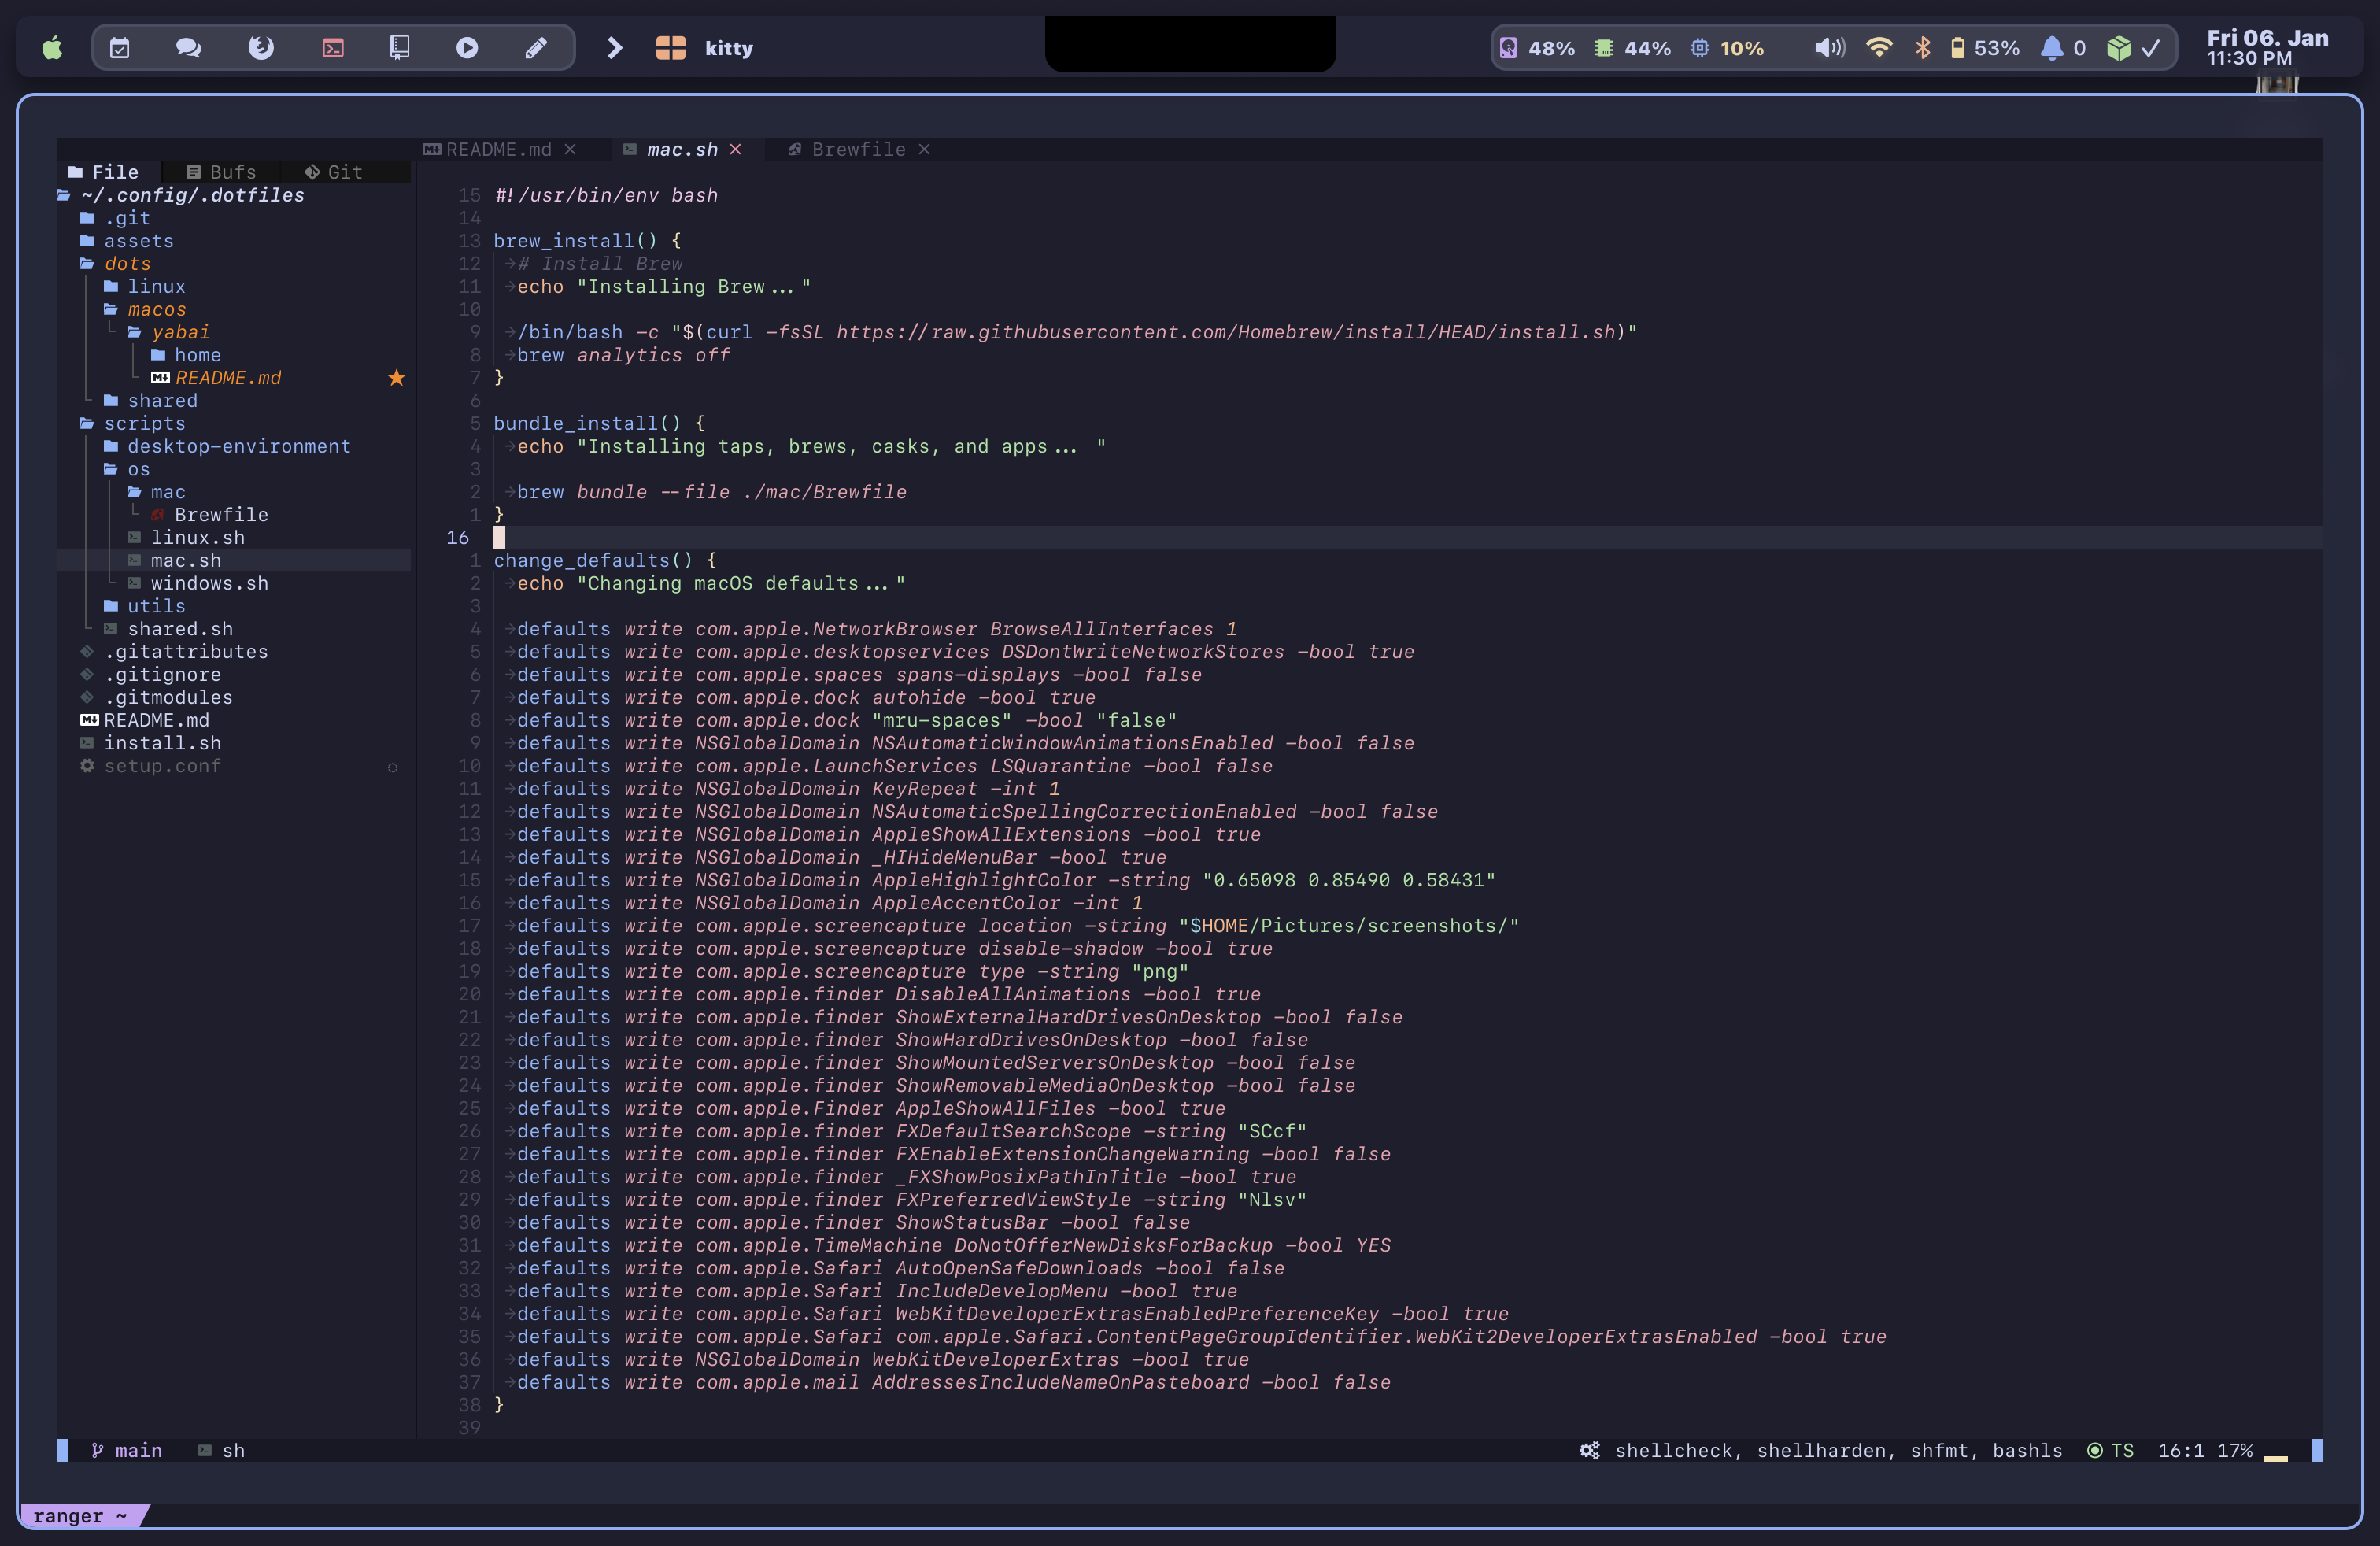 kitty
48% 44% 10% 53% 0
Fri 06. Jan
11:30 PM
README.md mac.sh Brewfile
File Bufs Git
~/.config/.dotfiles
.git
assets
dots
linux
macos
yabai
home
README.md
shared
scripts
desktop-environment
os
mac
Brewfile
linux.sh
mac.sh
windows.sh
utils
shared.sh
.gitattributes
.gitignore
.gitmodules
README.md
install.sh
setup.conf
15 #!/usr/bin/env bash
14
13 brew_install() {
12 # Install Brew
11 echo "Installing Brew..."
10
9 /bin/bash -c "$(curl -fsSL https://raw.githubusercontent.com/Homebrew/install/HEAD/install.sh)"
8 brew analytics off
7 }
6
5 bundle_install() {
4 echo "Installing taps, brews, casks, and apps... "
3
2 brew bundle --file ./mac/Brewfile
1 }
16
1 change_defaults() {
2 echo "Changing macOS defaults..."
3
4 defaults write com.apple.NetworkBrowser BrowseAllInterfaces 1
5 defaults write com.apple.desktopservices DSDontWriteNetworkStores -bool true
6 defaults write com.apple.spaces spans-displays -bool false
7 defaults write com.apple.dock autohide -bool true
8 defaults write com.apple.dock "mru-spaces" -bool "false"
9 defaults write NSGlobalDomain NSAutomaticWindowAnimationsEnabled -bool false
10 defaults write com.apple.LaunchServices LSQuarantine -bool false
11 defaults write NSGlobalDomain KeyRepeat -int 1
12 defaults write NSGlobalDomain NSAutomaticSpellingCorrectionEnabled -bool false
13 defaults write NSGlobalDomain AppleShowAllExtensions -bool true
14 defaults write NSGlobalDomain _HIHideMenuBar -bool true
15 defaults write NSGlobalDomain AppleHighlightColor -string "0.65098 0.85490 0.58431"
16 defaults write NSGlobalDomain AppleAccentColor -int 1
17 defaults write com.apple.screencapture location -string "$HOME/Pictures/screenshots/"
18 defaults write com.apple.screencapture disable-shadow -bool true
19 defaults write com.apple.screencapture type -string "png"
20 defaults write com.apple.finder DisableAllAnimations -bool true
21 defaults write com.apple.finder ShowExternalHardDrivesOnDesktop -bool false
22 defaults write com.apple.finder ShowHardDrivesOnDesktop -bool false
23 defaults write com.apple.finder ShowMountedServersOnDesktop -bool false
24 defaults write com.apple.finder ShowRemovableMediaOnDesktop -bool false
25 defaults write com.apple.Finder AppleShowAllFiles -bool true
26 defaults write com.apple.finder FXDefaultSearchScope -string "SCcf"
27 defaults write com.apple.finder FXEnableExtensionChangeWarning -bool false
28 defaults write com.apple.finder _FXShowPosixPathInTitle -bool true
29 defaults write com.apple.finder FXPreferredViewStyle -string "Nlsv"
30 defaults write com.apple.finder ShowStatusBar -bool false
31 defaults write com.apple.TimeMachine DoNotOfferNewDisksForBackup -bool YES
32 defaults write com.apple.Safari AutoOpenSafeDownloads -bool false
33 defaults write com.apple.Safari IncludeDevelopMenu -bool true
34 defaults write com.apple.Safari WebKitDeveloperExtrasEnabledPreferenceKey -bool true
35 defaults write com.apple.Safari com.apple.Safari.ContentPageGroupIdentifier.WebKit2DeveloperExtrasEnabled -bool true
36 defaults write NSGlobalDomain WebKitDeveloperExtras -bool true
37 defaults write com.apple.mail AddressesIncludeNameOnPasteboard -bool false
38 }
39
main sh shellcheck, shellharden, shfmt, bashls TS 16:1 17%
ranger ~